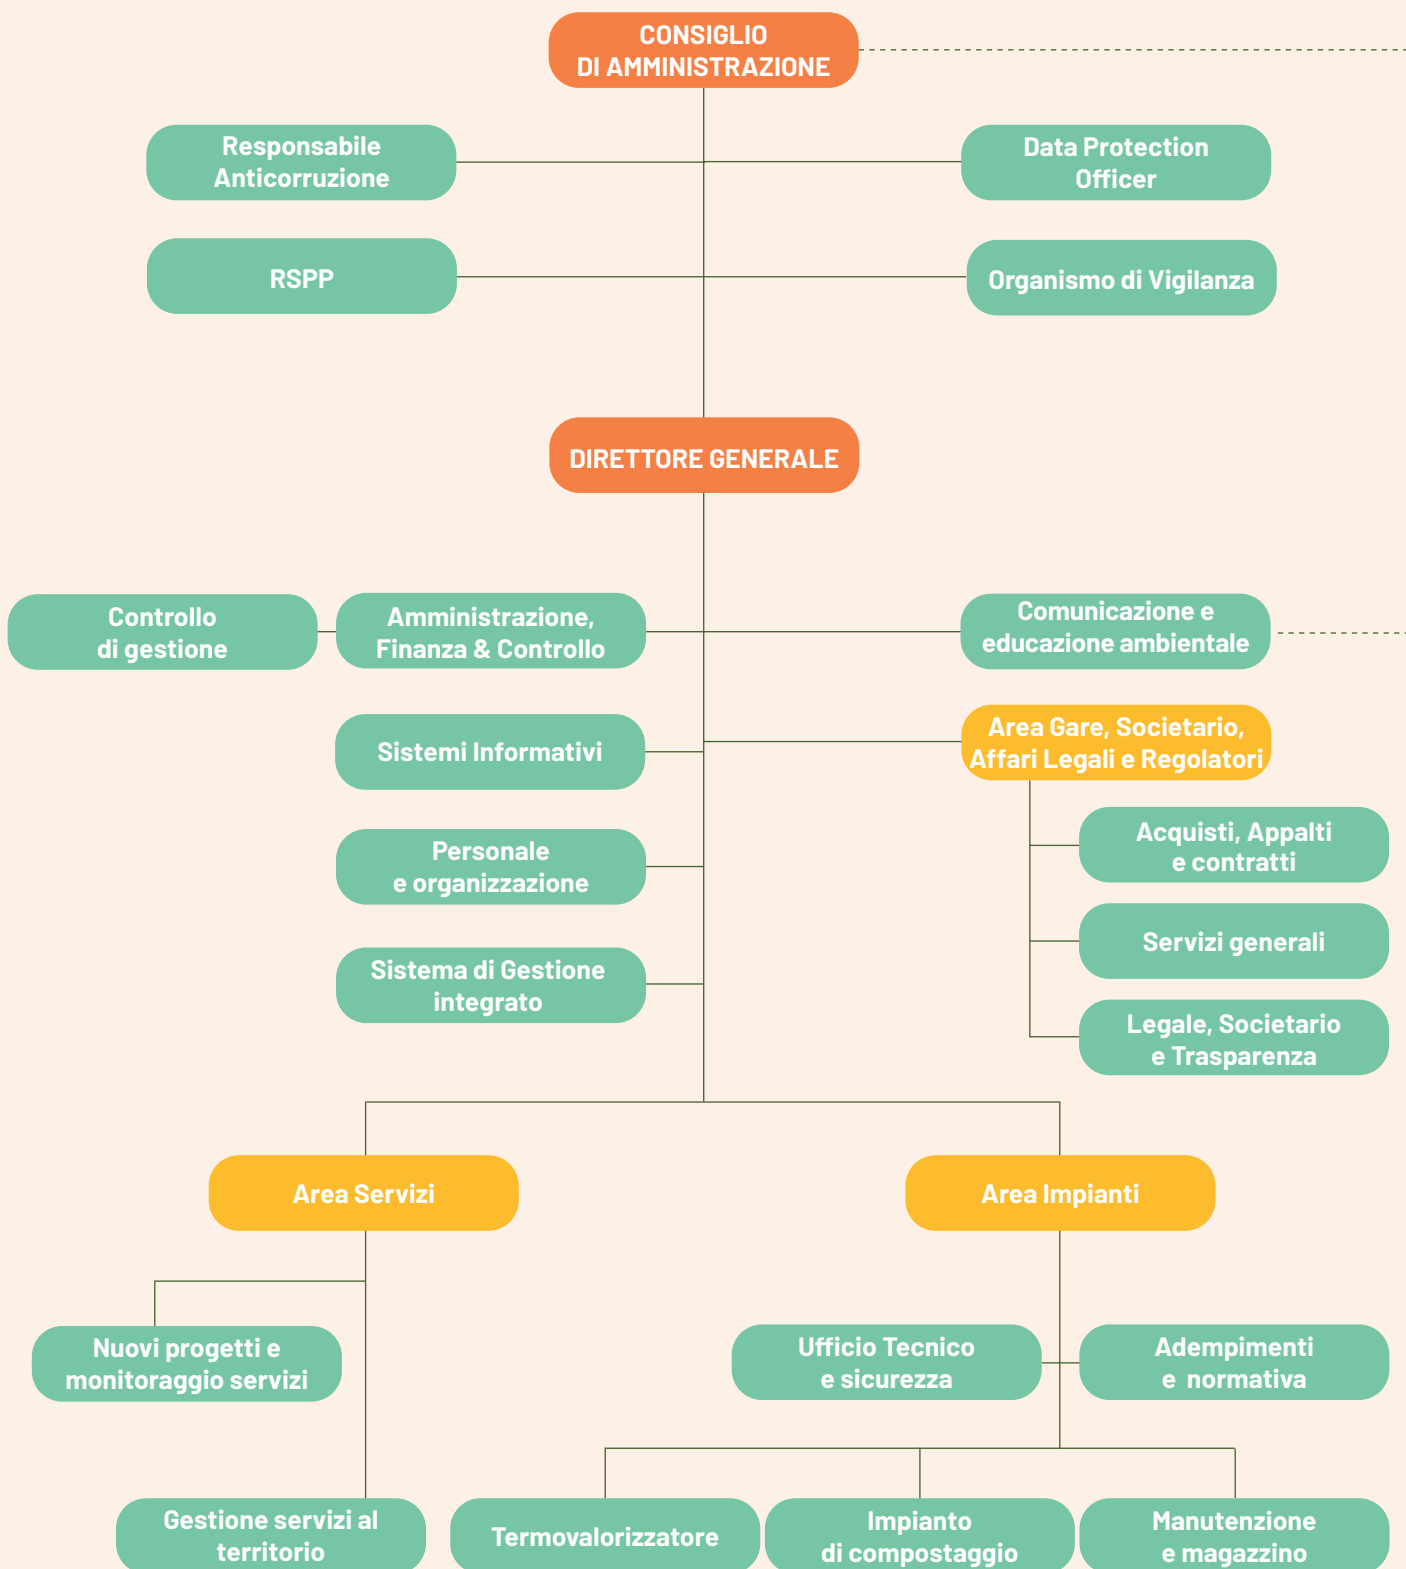 CONSIGLIO
DI AMMINISTRAZIONE
Responsabile
Anticorruzione
Data Protection
Officer
RSPP
Organismo di Vigilanza
DIRETTORE GENERALE
Controllo
di gestione
Amministrazione,
Finanza & Controllo
Comunicazione e
educazione ambientale
Sistemi Informativi
Area Gare, Societario,
Affari Legali e Regolatori
Personale
e organizzazione
Acquisti, Appalti
e contratti
Servizi generali
Sistema di Gestione
integrato
Legale, Societario
e Trasparenza
Area Servizi
Area Impianti
Nuovi progetti e
monitoraggio servizi
Ufficio Tecnico
e sicurezza
Adempimenti
e normativa
Gestione servizi al
territorio
Termovalorizzatore
Impianto
di compostaggio
Manutenzione
e magazzino